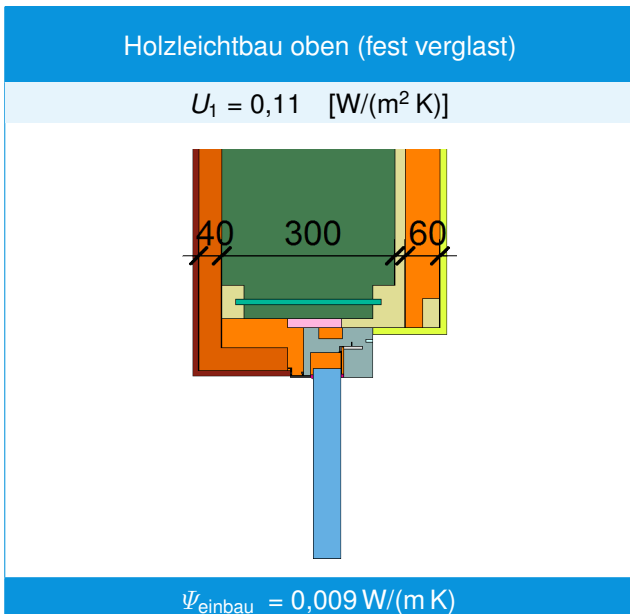 Holzleichtbau oben (fest verglast)
U₁ = 0,11 [W/(m² K)]
40 300 60
Ψeinbau = 0,009 W/(m K)